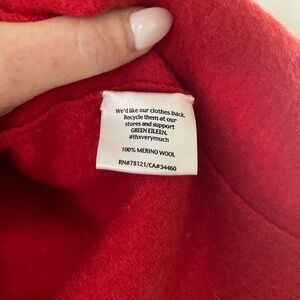 We'd like our clothes back.
Recycle them at our
stores and support
GREEN EILEEN.
#thxverymuch
100% MERINO WOOL
RN#78121/CA#34460